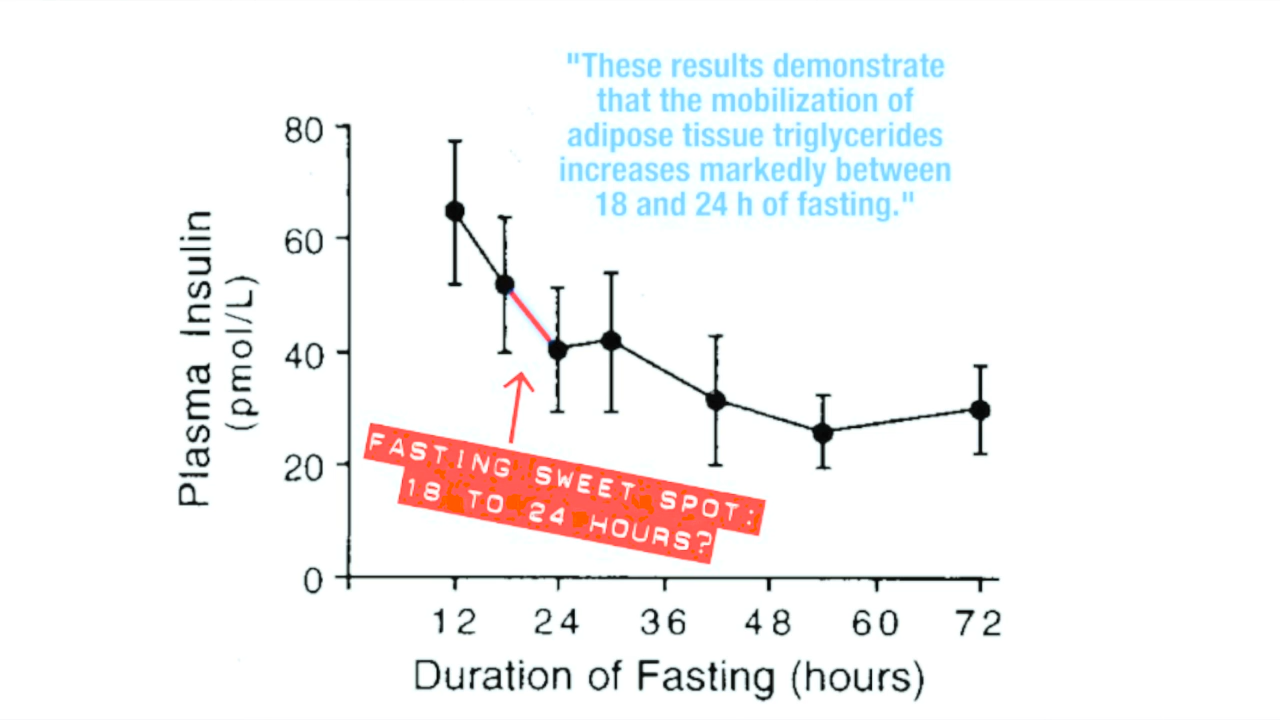 "These results demonstrate
that the mobilization of
adipose tissue triglycerides
increases markedly between
18 and 24 h of fasting."
80
60
40
20
0
Plasma Insulin
(pmol/L)
FASTING SWEET SPOT:
18 TO 24 HOURS?
12 24 36 48 60 72
Duration of Fasting (hours)